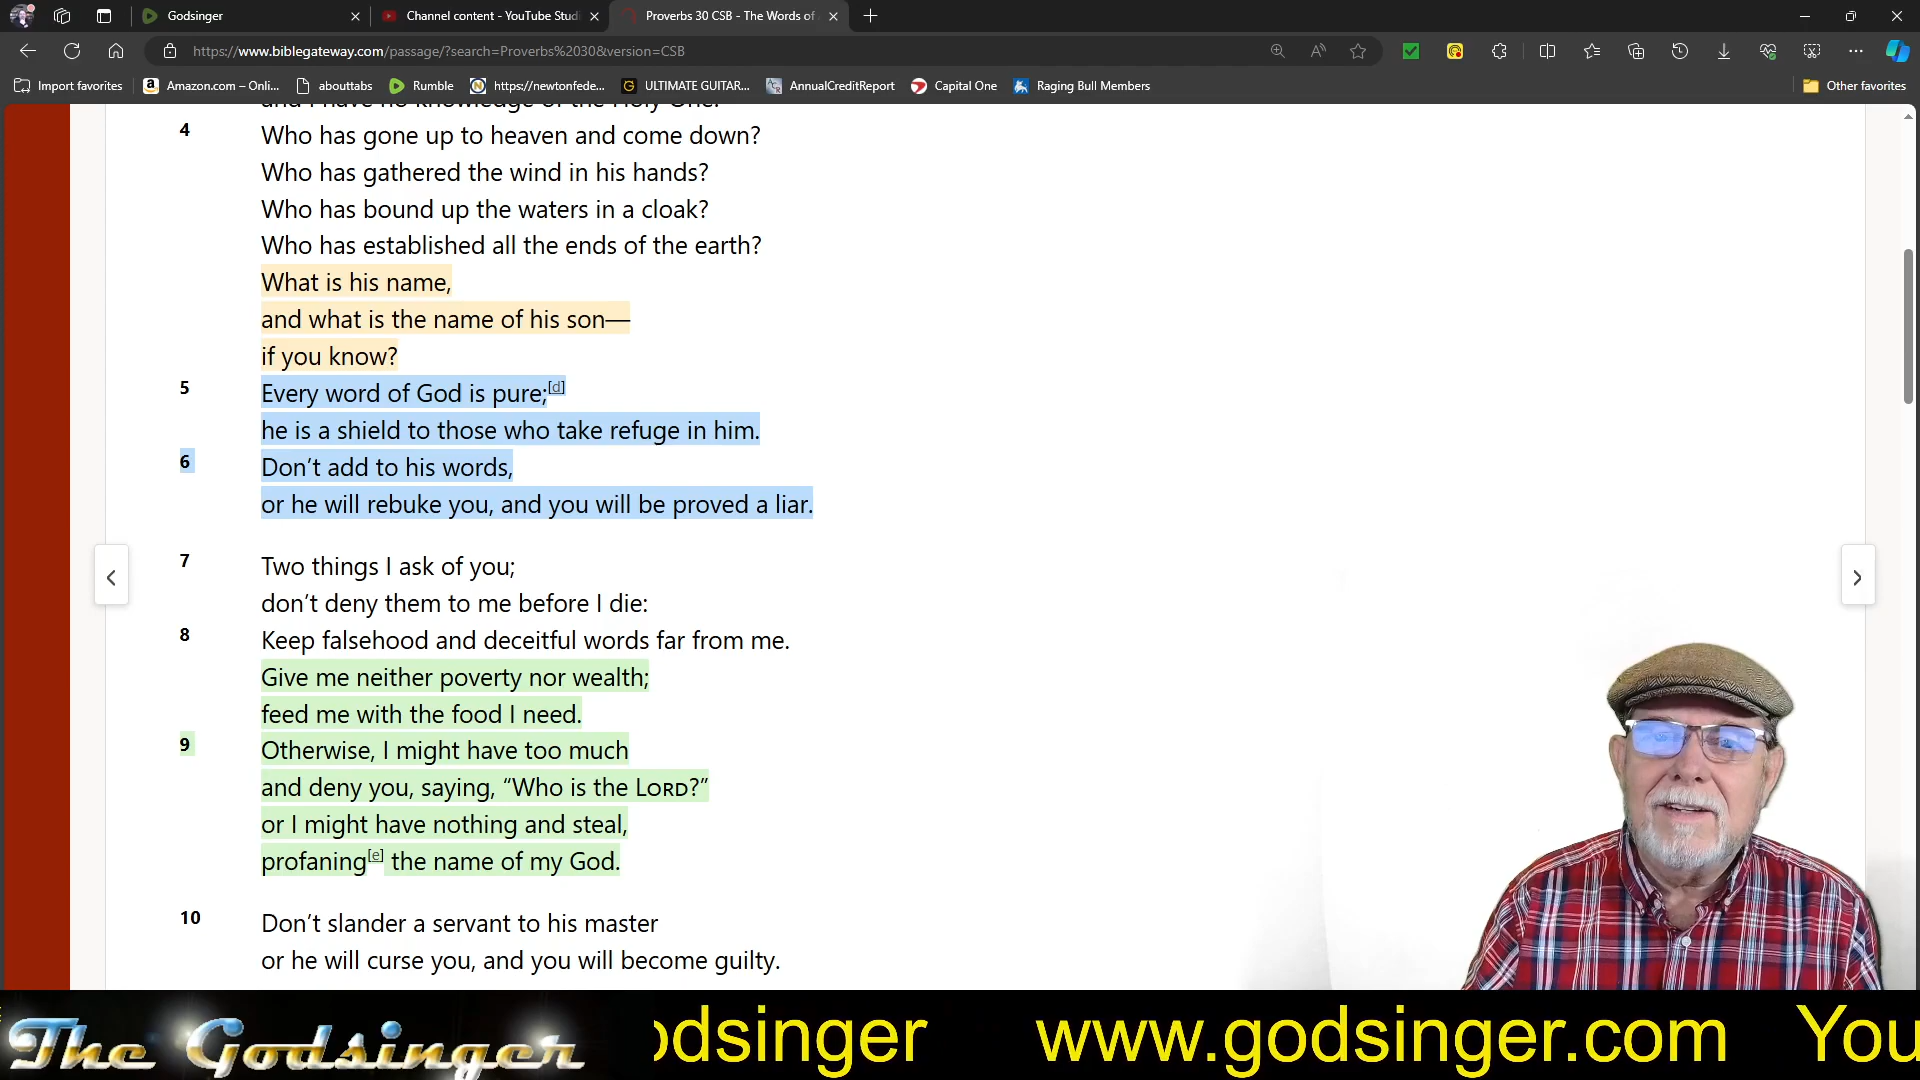 Godsinger
Channel content - YouTube Studi
Proverbs 30 CSB - The Words of
https://www.biblegateway.com/passage/?search=Proverbs%2030&version=CSB
Import favorites
Amazon.com – Onli...
abouttabs
Rumble
https://newtonfede...
ULTIMATE GUITAR...
AnnualCreditReport
Capital One
Raging Bull Members
Other favorites
and I have no knowledge of the Holy One.
4 Who has gone up to heaven and come down?
Who has gathered the wind in his hands?
Who has bound up the waters in a cloak?
Who has established all the ends of the earth?
What is his name,
and what is the name of his son—
if you know?
5 Every word of God is pure;[d]
he is a shield to those who take refuge in him.
6 Don’t add to his words,
or he will rebuke you, and you will be proved a liar.
7 Two things I ask of you;
don’t deny them to me before I die:
8 Keep falsehood and deceitful words far from me.
Give me neither poverty nor wealth;
feed me with the food I need.
9 Otherwise, I might have too much
and deny you, saying, “Who is the LORD?”
or I might have nothing and steal,
profaning[e] the name of my God.
10 Don’t slander a servant to his master
or he will curse you, and you will become guilty.
The Godsinger
odsinger www.godsinger.com You